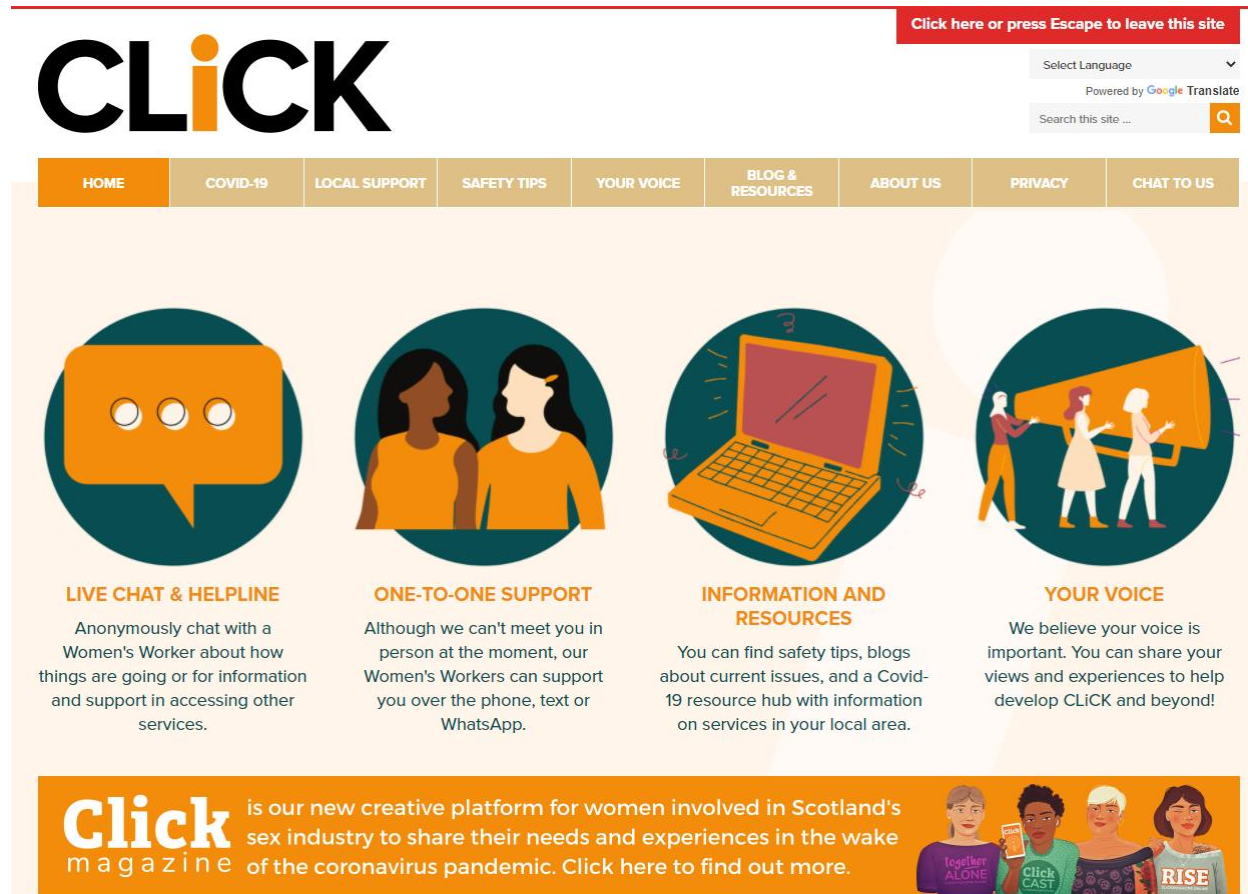 Click here or press Escape to leave this site
CLiCK
Select Language
Powered by Google Translate
Search this site ...
HOME
COVID-19
LOCAL SUPPORT
SAFETY TIPS
YOUR VOICE
BLOG &
RESOURCES
ABOUT US
PRIVACY
CHAT TO US
LIVE CHAT & HELPLINE
Anonymously chat with a
Women's Worker about how
things are going or for information
and support in accessing other
services.
ONE-TO-ONE SUPPORT
Although we can't meet you in
person at the moment, our
Women's Workers can support
you over the phone, text or
WhatsApp.
INFORMATION AND
RESOURCES
You can find safety tips, blogs
about current issues, and a Covid-
19 resource hub with information
on services in your local area.
YOUR VOICE
We believe your voice is
important. You can share your
views and experiences to help
develop CLiCK and beyond!
Click
magazine
is our new creative platform for women involved in Scotland's
sex industry to share their needs and experiences in the wake
of the coronavirus pandemic. Click here to find out more.
together
ALONE
Click
Click
CAST
RISE